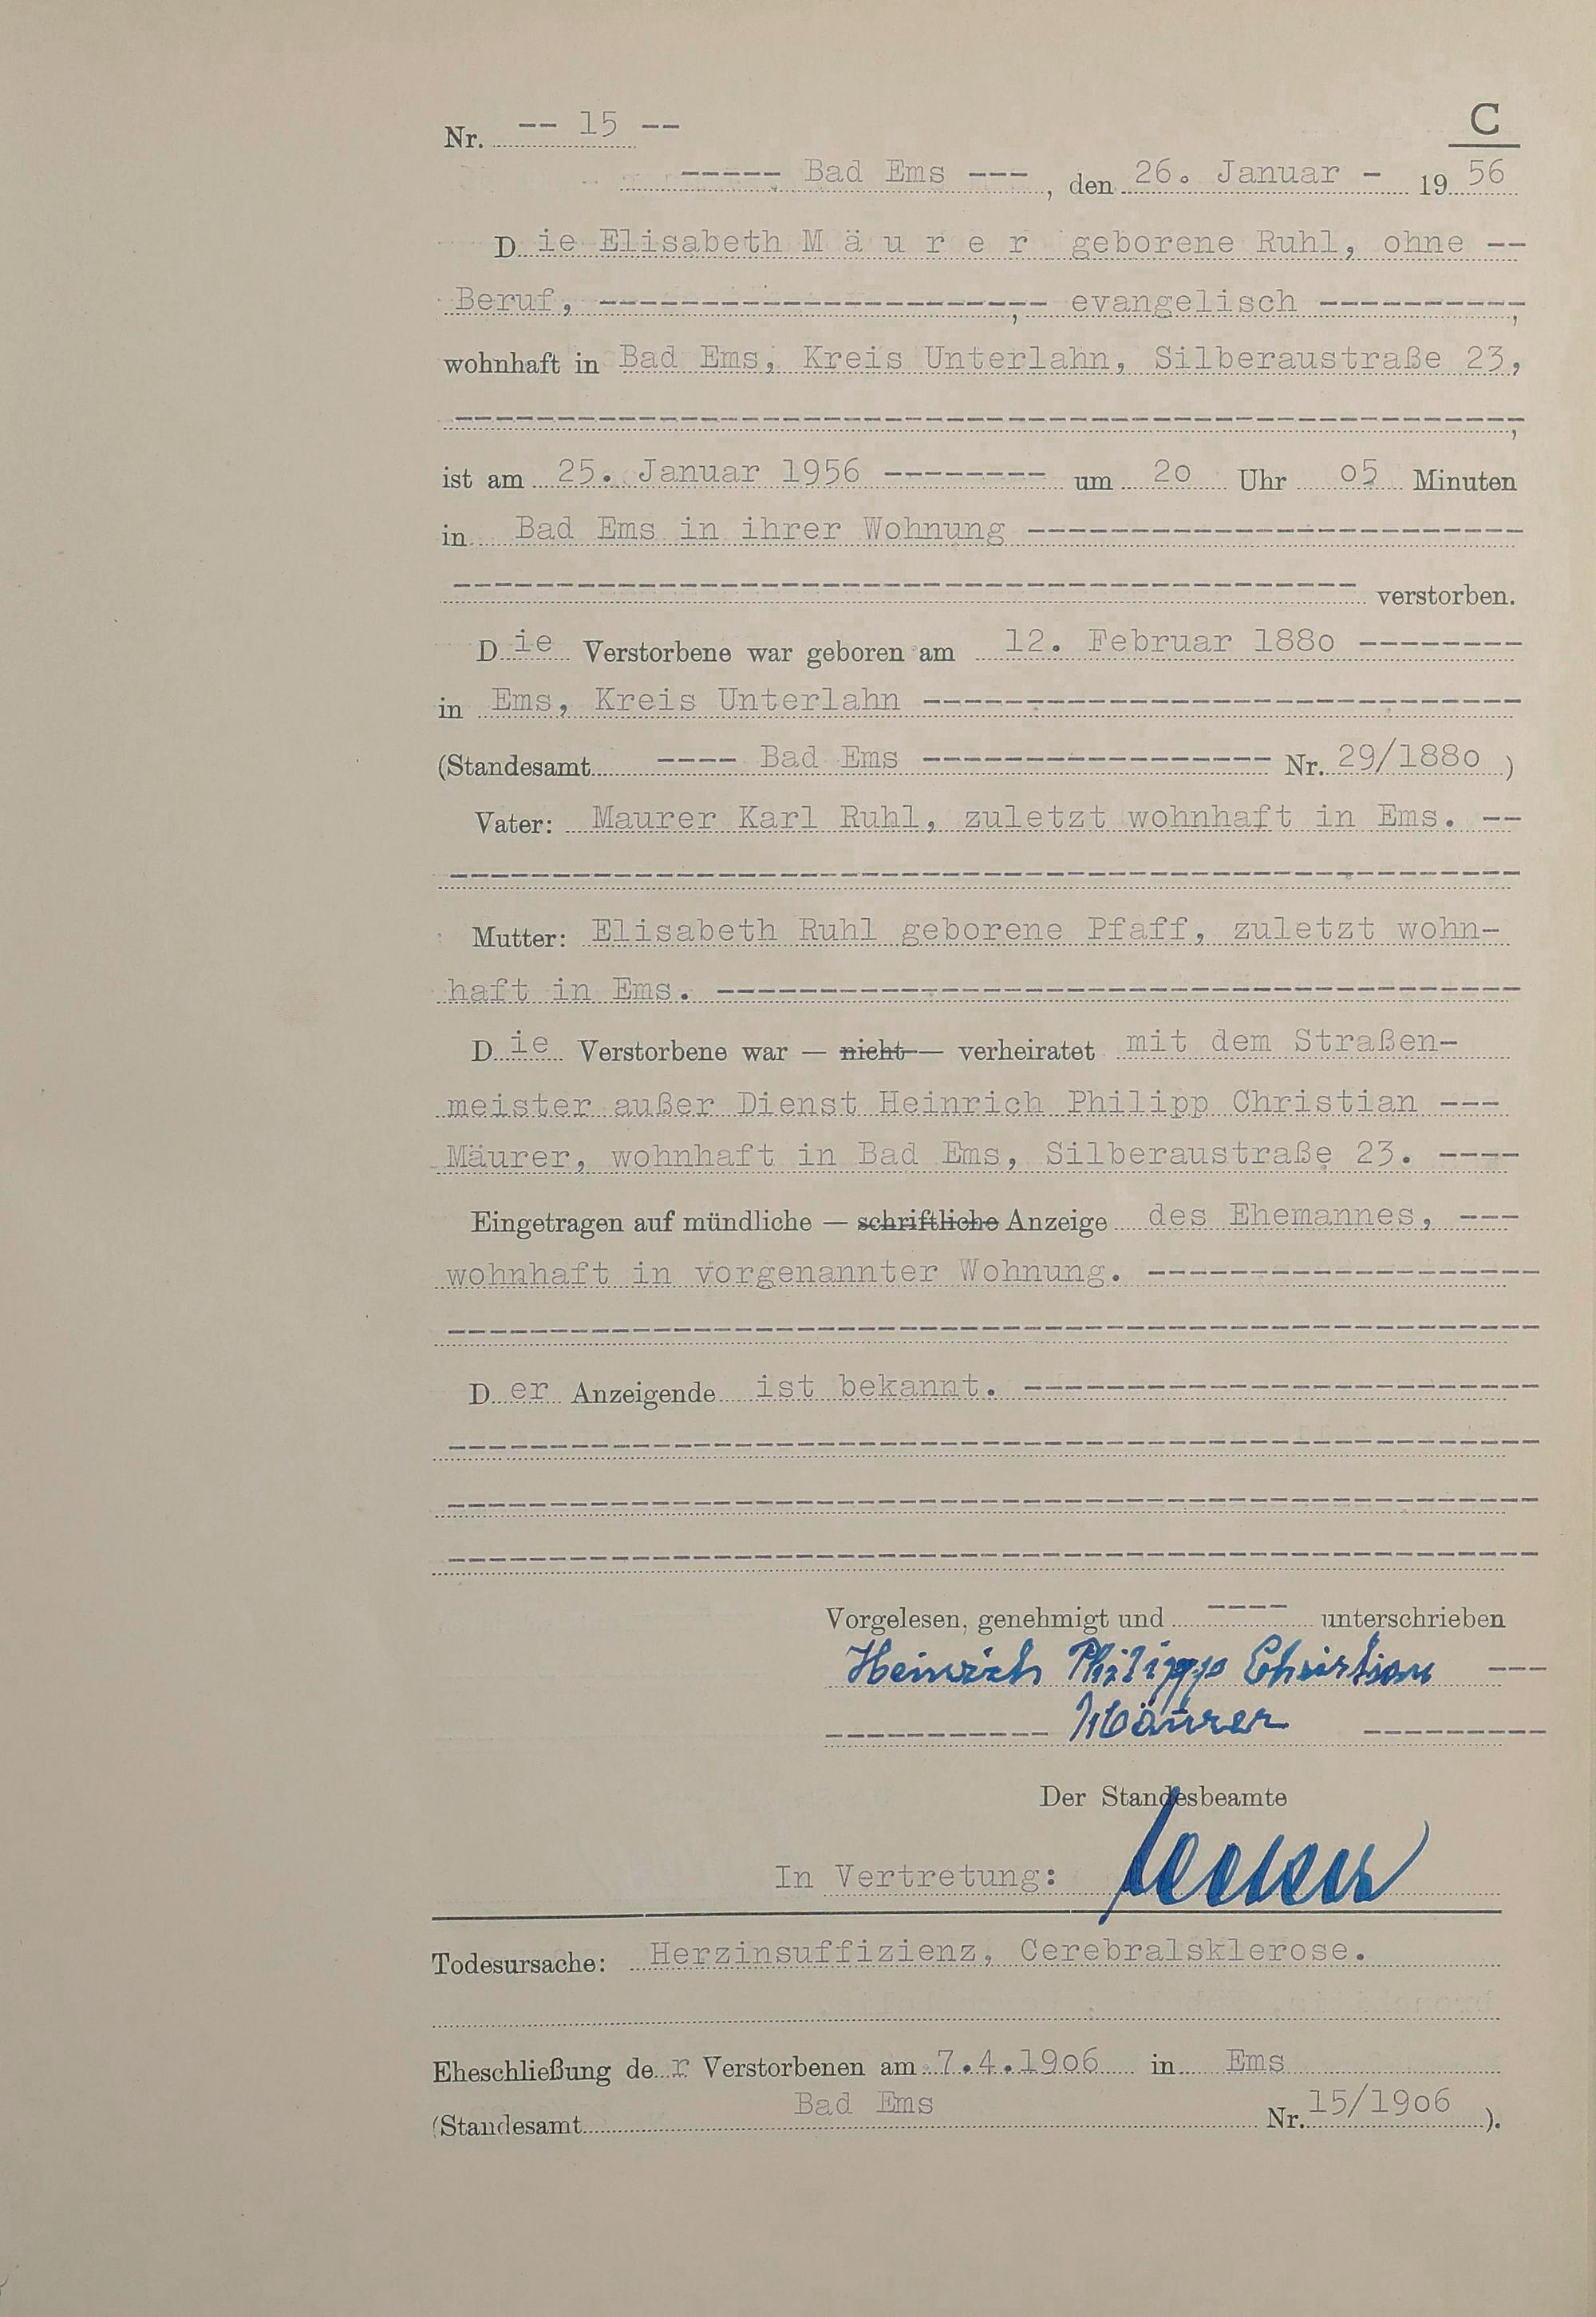 C
Nr. -- 15 --
----- Bad Ems ---, den 26. Januar - 19 56
Die Elisabeth M ä u r e r geborene Ruhl, ohne --
Beruf, ---------------------,-- evangelisch ----------,
wohnhaft in Bad Ems, Kreis Unterlahn, Silberaustraße 23,
-----------------------------------------------------,
ist am 25. Januar 1956 -------- um 20 Uhr 05 Minuten
in Bad Ems in ihrer Wohnung ------------------------
--------------------------------------------- verstorben.
Die Verstorbene war geboren am 12. Februar 1880 --------
in Ems, Kreis Unterlahn -----------------------------
(Standesamt ---- Bad Ems ----------------- Nr. 29/1880 )
Vater: Maurer Karl Ruhl, zuletzt wohnhaft in Ems. --
-----------------------------------------------------
Mutter: Elisabeth Ruhl geborene Pfaff, zuletzt wohn-
haft in Ems. ---------------------------------------
Die Verstorbene war — nicht — verheiratet mit dem Straßen-
meister außer Dienst Heinrich Philipp Christian ---
Mäurer, wohnhaft in Bad Ems, Silberaustraße 23. ----
Eingetragen auf mündliche — schriftliche Anzeige des Ehemannes, ---
wohnhaft in vorgenannter Wohnung. -------------------
-----------------------------------------------------
Der Anzeigende ist bekannt. -------------------------
-----------------------------------------------------
-----------------------------------------------------
-----------------------------------------------------
Vorgelesen, genehmigt und ---- unterschrieben
Heinrich Philipp Christian ---
----------- Mäurer ---------
Der Standesbeamte
In Vertretung:
Todesursache: Herzinsuffizienz, Cerebralsklerose.
Eheschließung der Verstorbenen am 7.4.1906 in Ems
(Standesamt Bad Ems Nr. 15/1906 ).